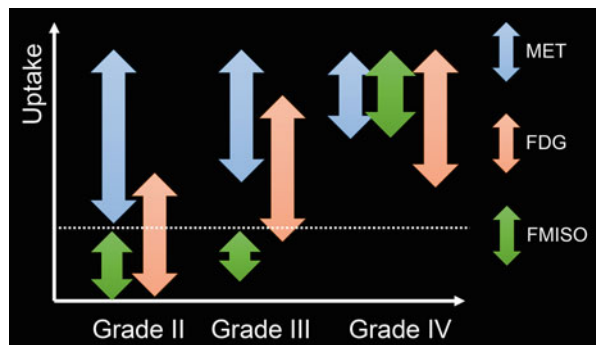 Uptake
MET
FDG
FMISO
Grade II
Grade III
Grade IV